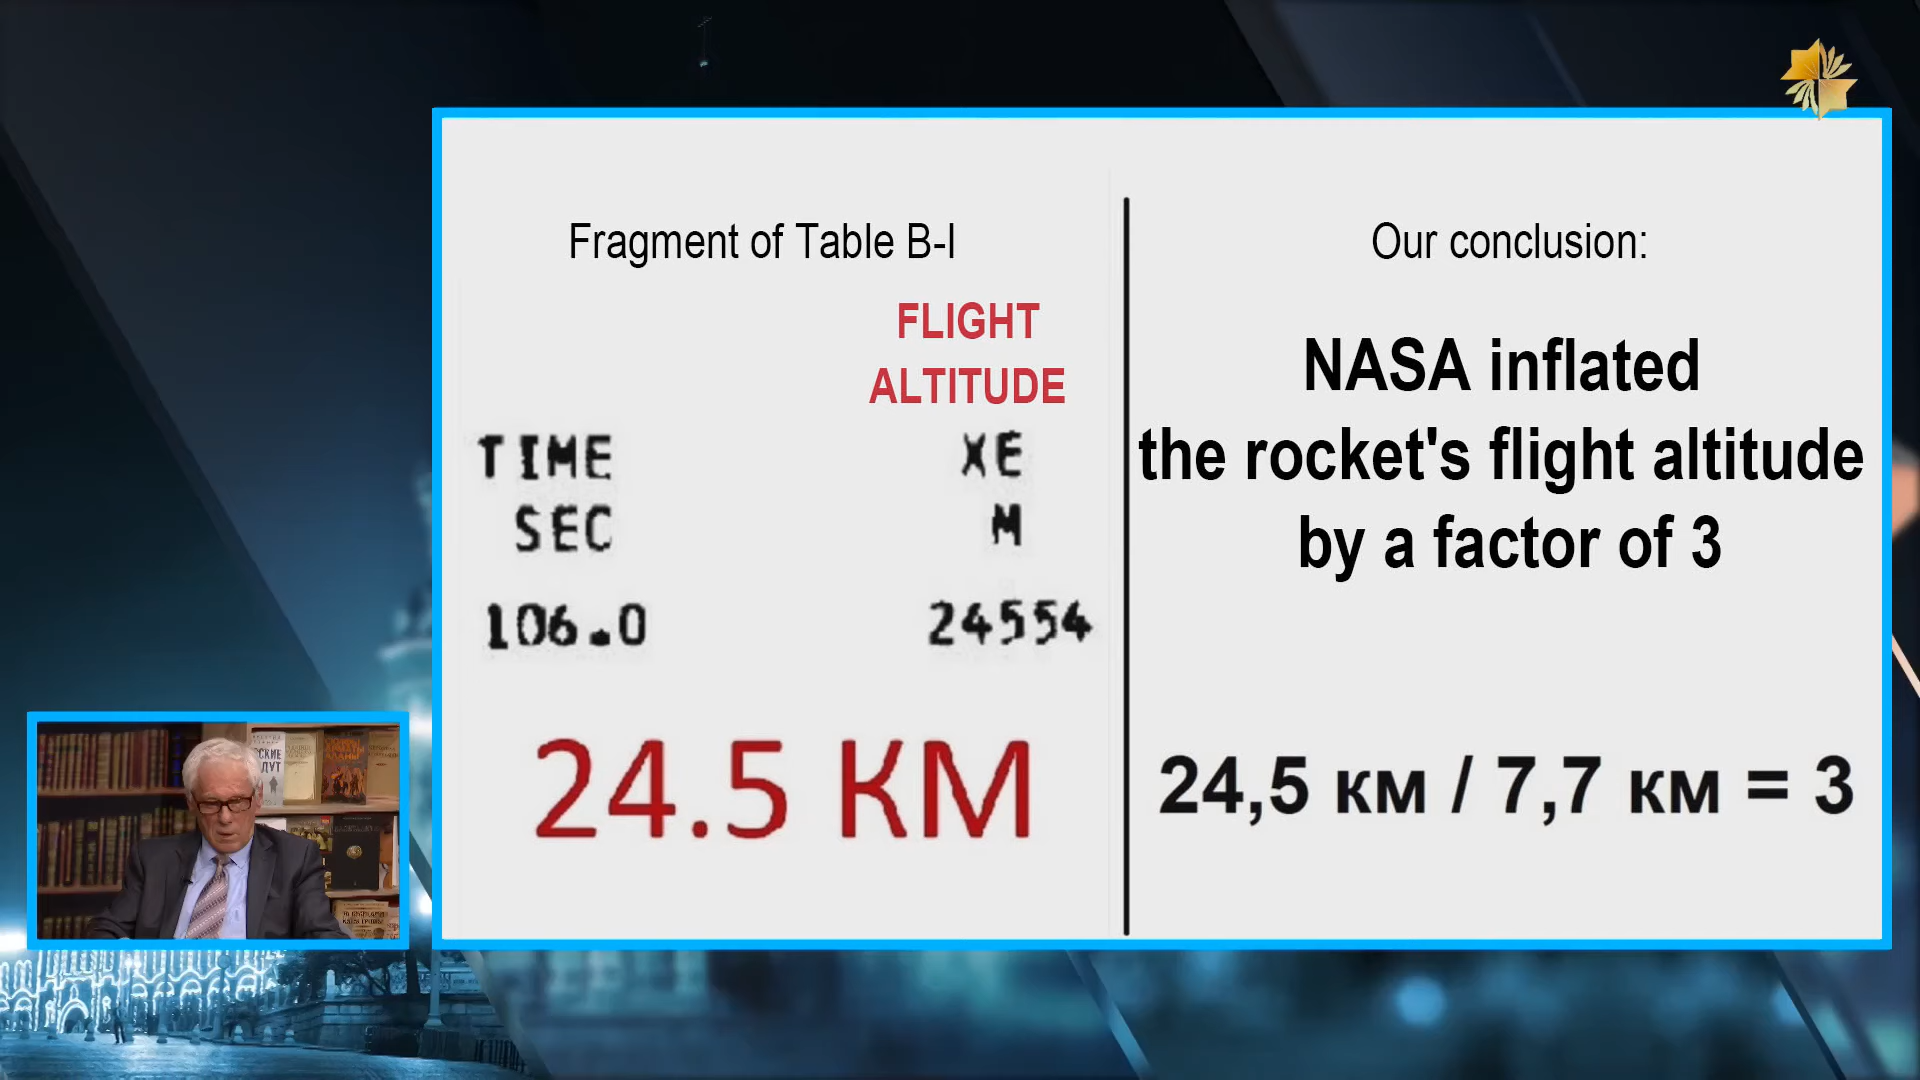 Fragment of Table B-I
FLIGHT
ALTITUDE
TIME
SEC
XE
M
106.0
24554
24.5 КМ
Our conclusion:
NASA inflated
the rocket's flight altitude
by a factor of 3
24,5 км / 7,7 км = 3